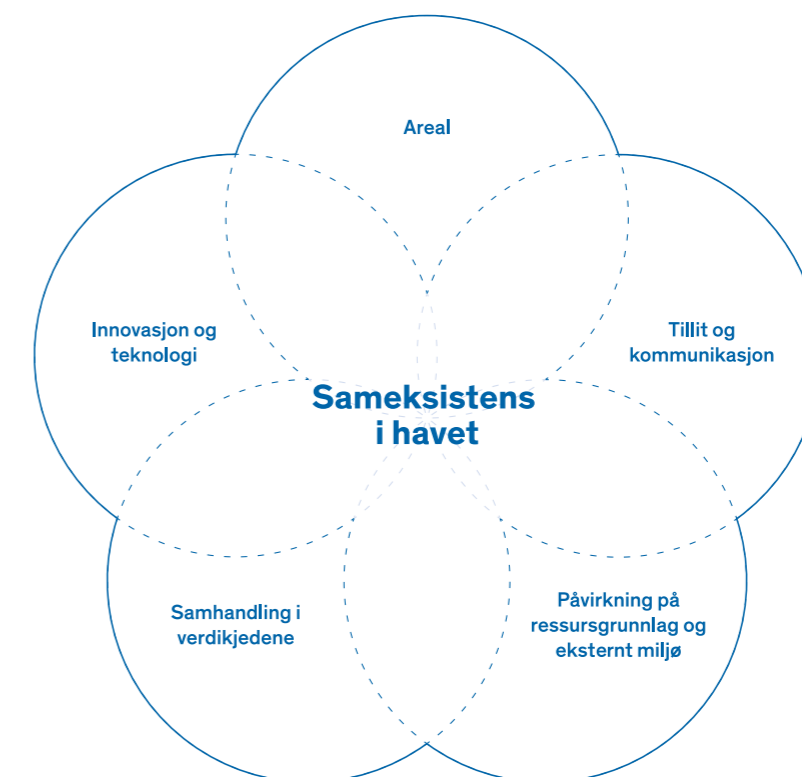 Areal
Innovasjon og
teknologi
Tillit og
kommunikasjon
Sameksistens
i havet
Samhandling i
verdikjedene
Påvirkning på
ressursgrunnlag og
eksternt miljø